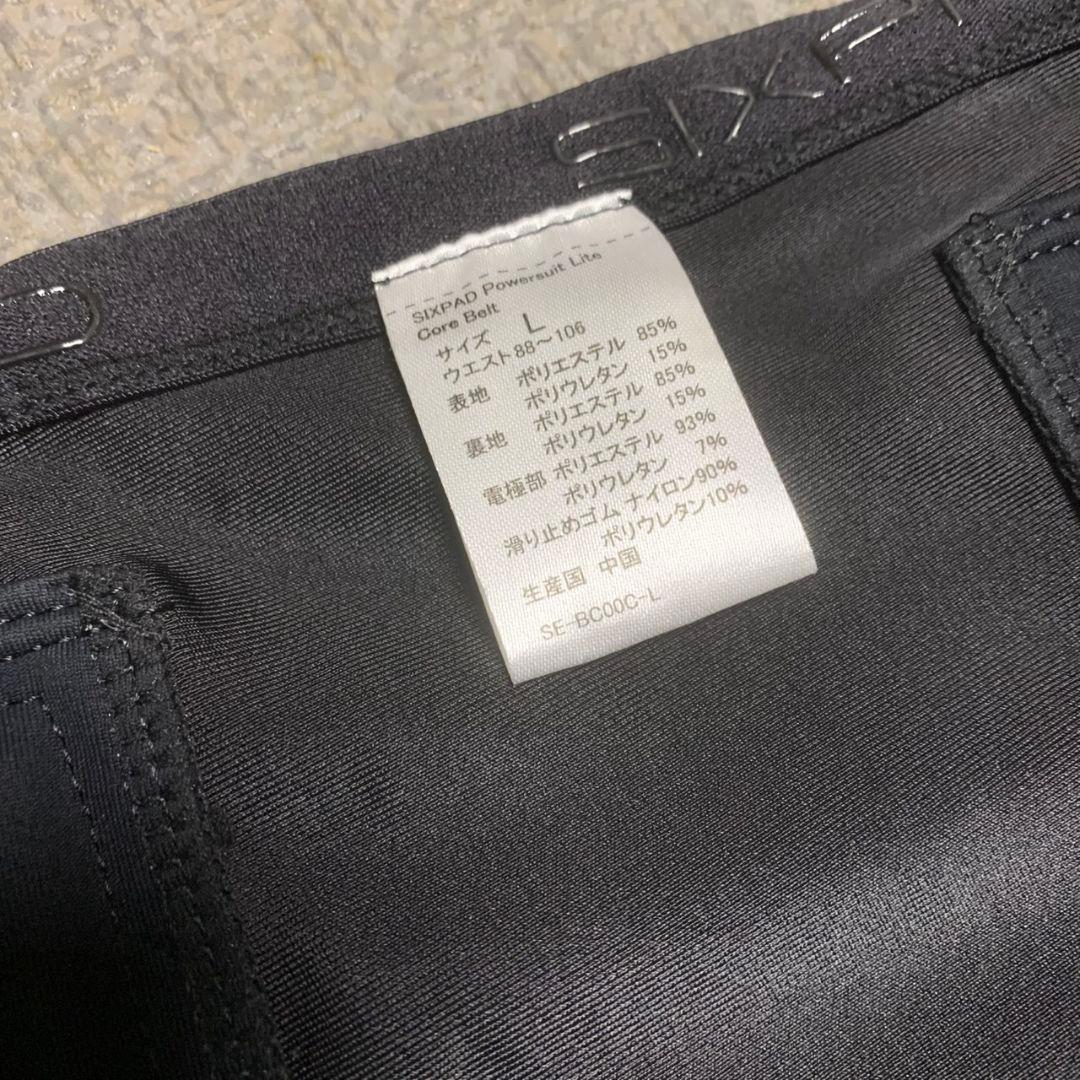 SIXPA
D
SIXPAD Powersuit Lite
Core Belt
サイズ L
ウエスト88〜106
表地 ポリエステル 85%
ポリウレタン 15%
裏地 ポリエステル 85%
ポリウレタン 15%
電極部 ポリエステル 93%
ポリウレタン 7%
滑り止めゴム ナイロン90%
ポリウレタン10%
生産国 中国
SE-BC00C-L